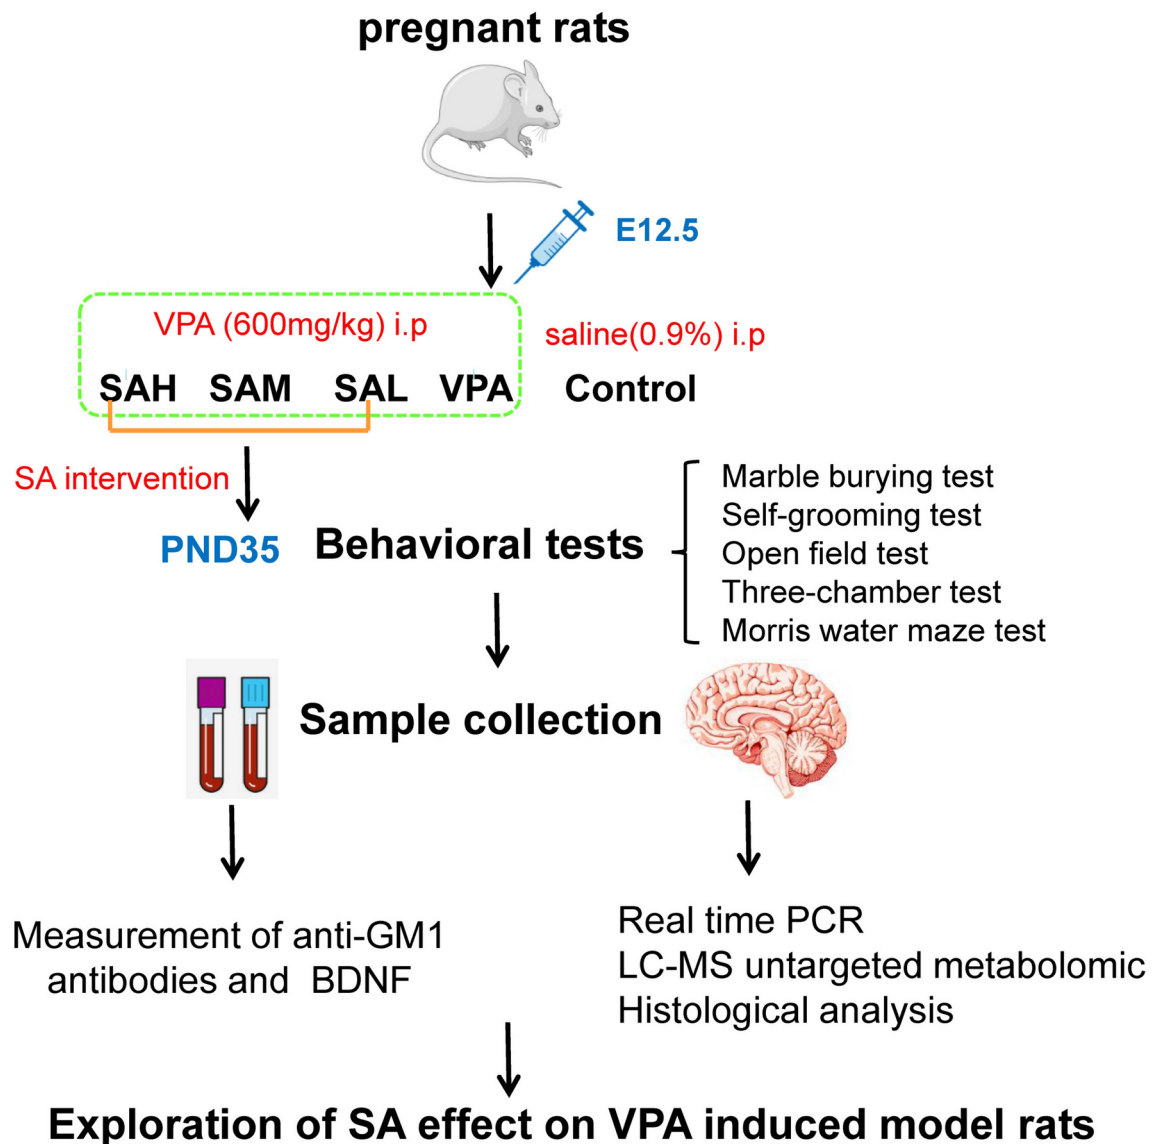 pregnant rats
E12.5
VPA (600mg/kg) i.p
saline(0.9%) i.p
SAH SAM SAL VPA Control
SA intervention
PND35 Behavioral tests
Marble burying test
Self-grooming test
Open field test
Three-chamber test
Morris water maze test
Sample collection
Measurement of anti-GM1
antibodies and BDNF
Real time PCR
LC-MS untargeted metabolomic
Histological analysis
Exploration of SA effect on VPA induced model rats